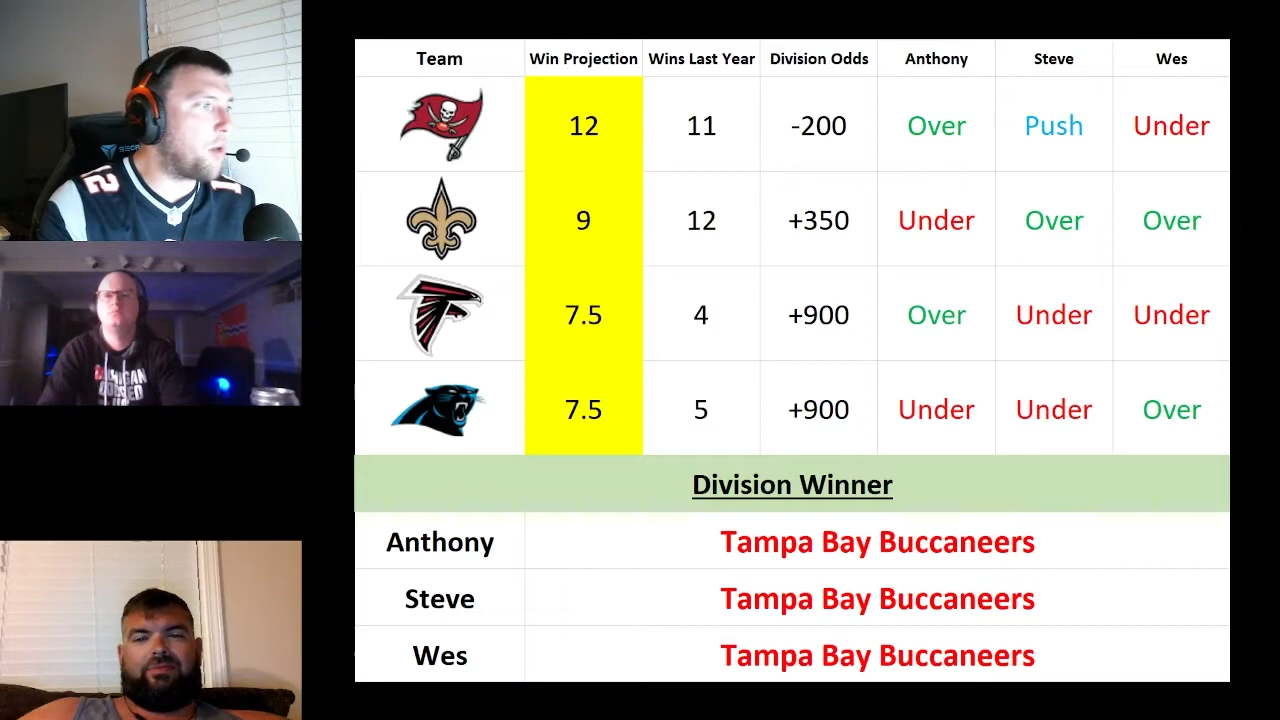 Team Win Projection Wins Last Year Division Odds Anthony Steve Wes
12 11 -200 Over Push Under
9 12 +350 Under Over Over
7.5 4 +900 Over Under Under
7.5 5 +900 Under Under Over
Division Winner
Anthony Tampa Bay Buccaneers
Steve Tampa Bay Buccaneers
Wes Tampa Bay Buccaneers
12